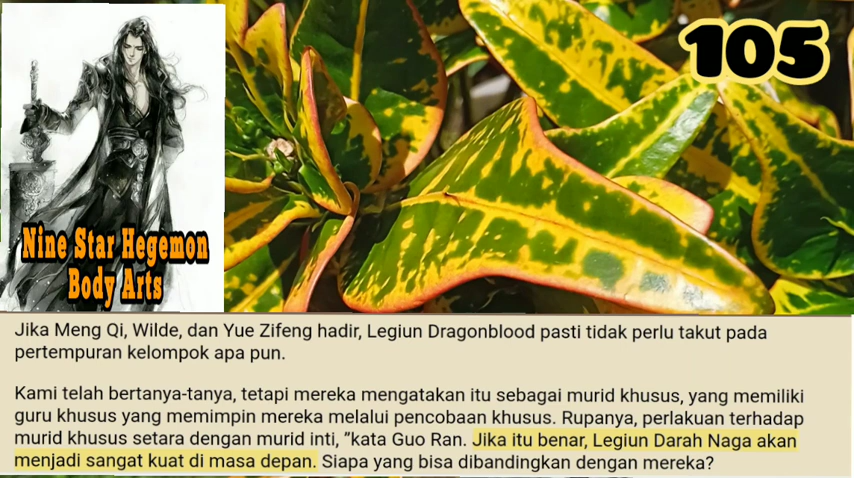 105
Nine Star Hegemon
Body Arts
Jika Meng Qi, Wilde, dan Yue Zifeng hadir, Legiun Dragonblood pasti tidak perlu takut pada
pertempuran kelompok apa pun.
Kami telah bertanya-tanya, tetapi mereka mengatakan itu sebagai murid khusus, yang memiliki
guru khusus yang memimpin mereka melalui pencobaan khusus. Rupanya, perlakuan terhadap
murid khusus setara dengan murid inti, ”kata Guo Ran. Jika itu benar, Legiun Darah Naga akan
menjadi sangat kuat di masa depan. Siapa yang bisa dibandingkan dengan mereka?